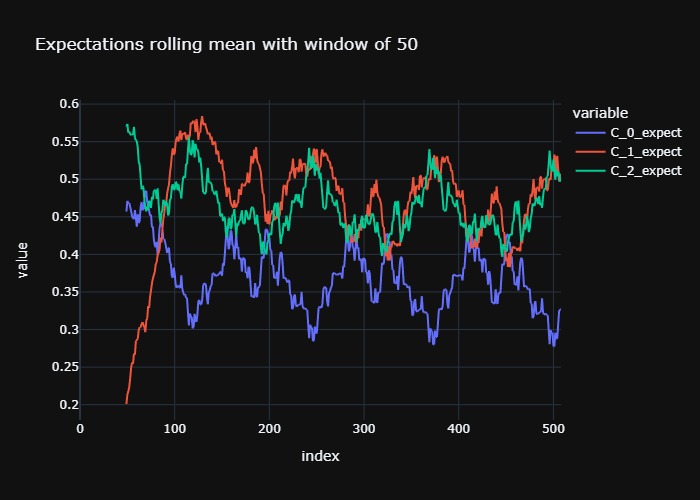 Expectations rolling mean with window of 50
variable
C_0_expect
C_1_expect
C_2_expect
0.6
0.55
0.5
0.45
0.4
0.35
0.3
0.25
0.2
value
0 100 200 300 400 500
index